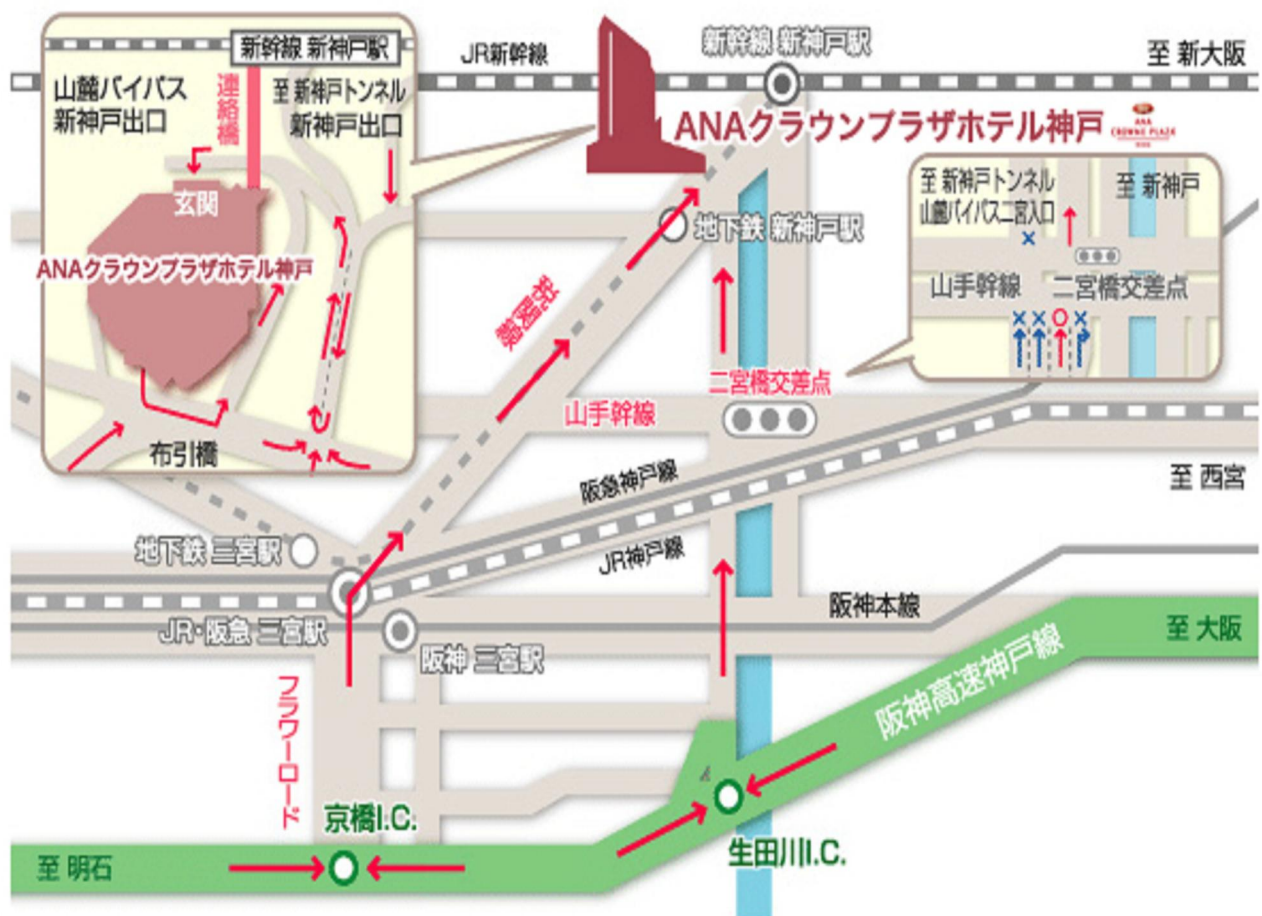 新幹線 新神戸駅
山麓バイパス
新神戸出口
連絡橋
至 新神戸トンネル
新神戸出口
玄関
ANAクラウンプラザホテル神戸
布引橋
JR新幹線
新幹線 新神戸駅
至 新大阪
ANAクラウンプラザホテル神戸
ANA
CROWNE PLAZA
地下鉄 新神戸駅
至 新神戸トンネル
山麓バイパス二宮入口
至 新神戸
山手幹線
二宮橋交差点
税関線
二宮橋交差点
山手幹線
阪急神戸線
至 西宮
地下鉄 三宮駅
JR神戸線
阪神本線
JR・阪急 三宮駅
阪神 三宮駅
至 大阪
阪神高速神戸線
フラワーロード
京橋I.C.
生田川I.C.
至 明石